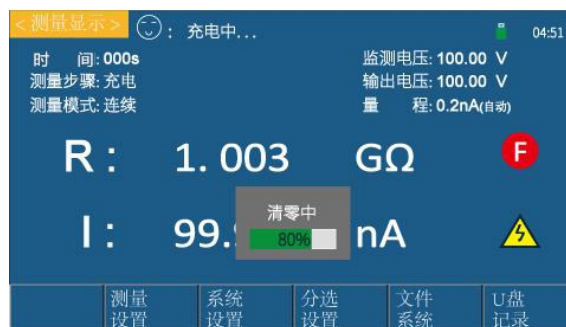 <测量显示> : 充电中... 04:51
时 间: 000s 监测电压: 100.00 V
测量步骤: 充电 输出电压: 100.00 V
测量模式: 连续 量 程: 0.2nA(自动)
R : 1.003 GΩ F
清零中
I : 99. nA
80%
测量 系统 分选 文件 U盘
设置 设置 设置 系统 记录